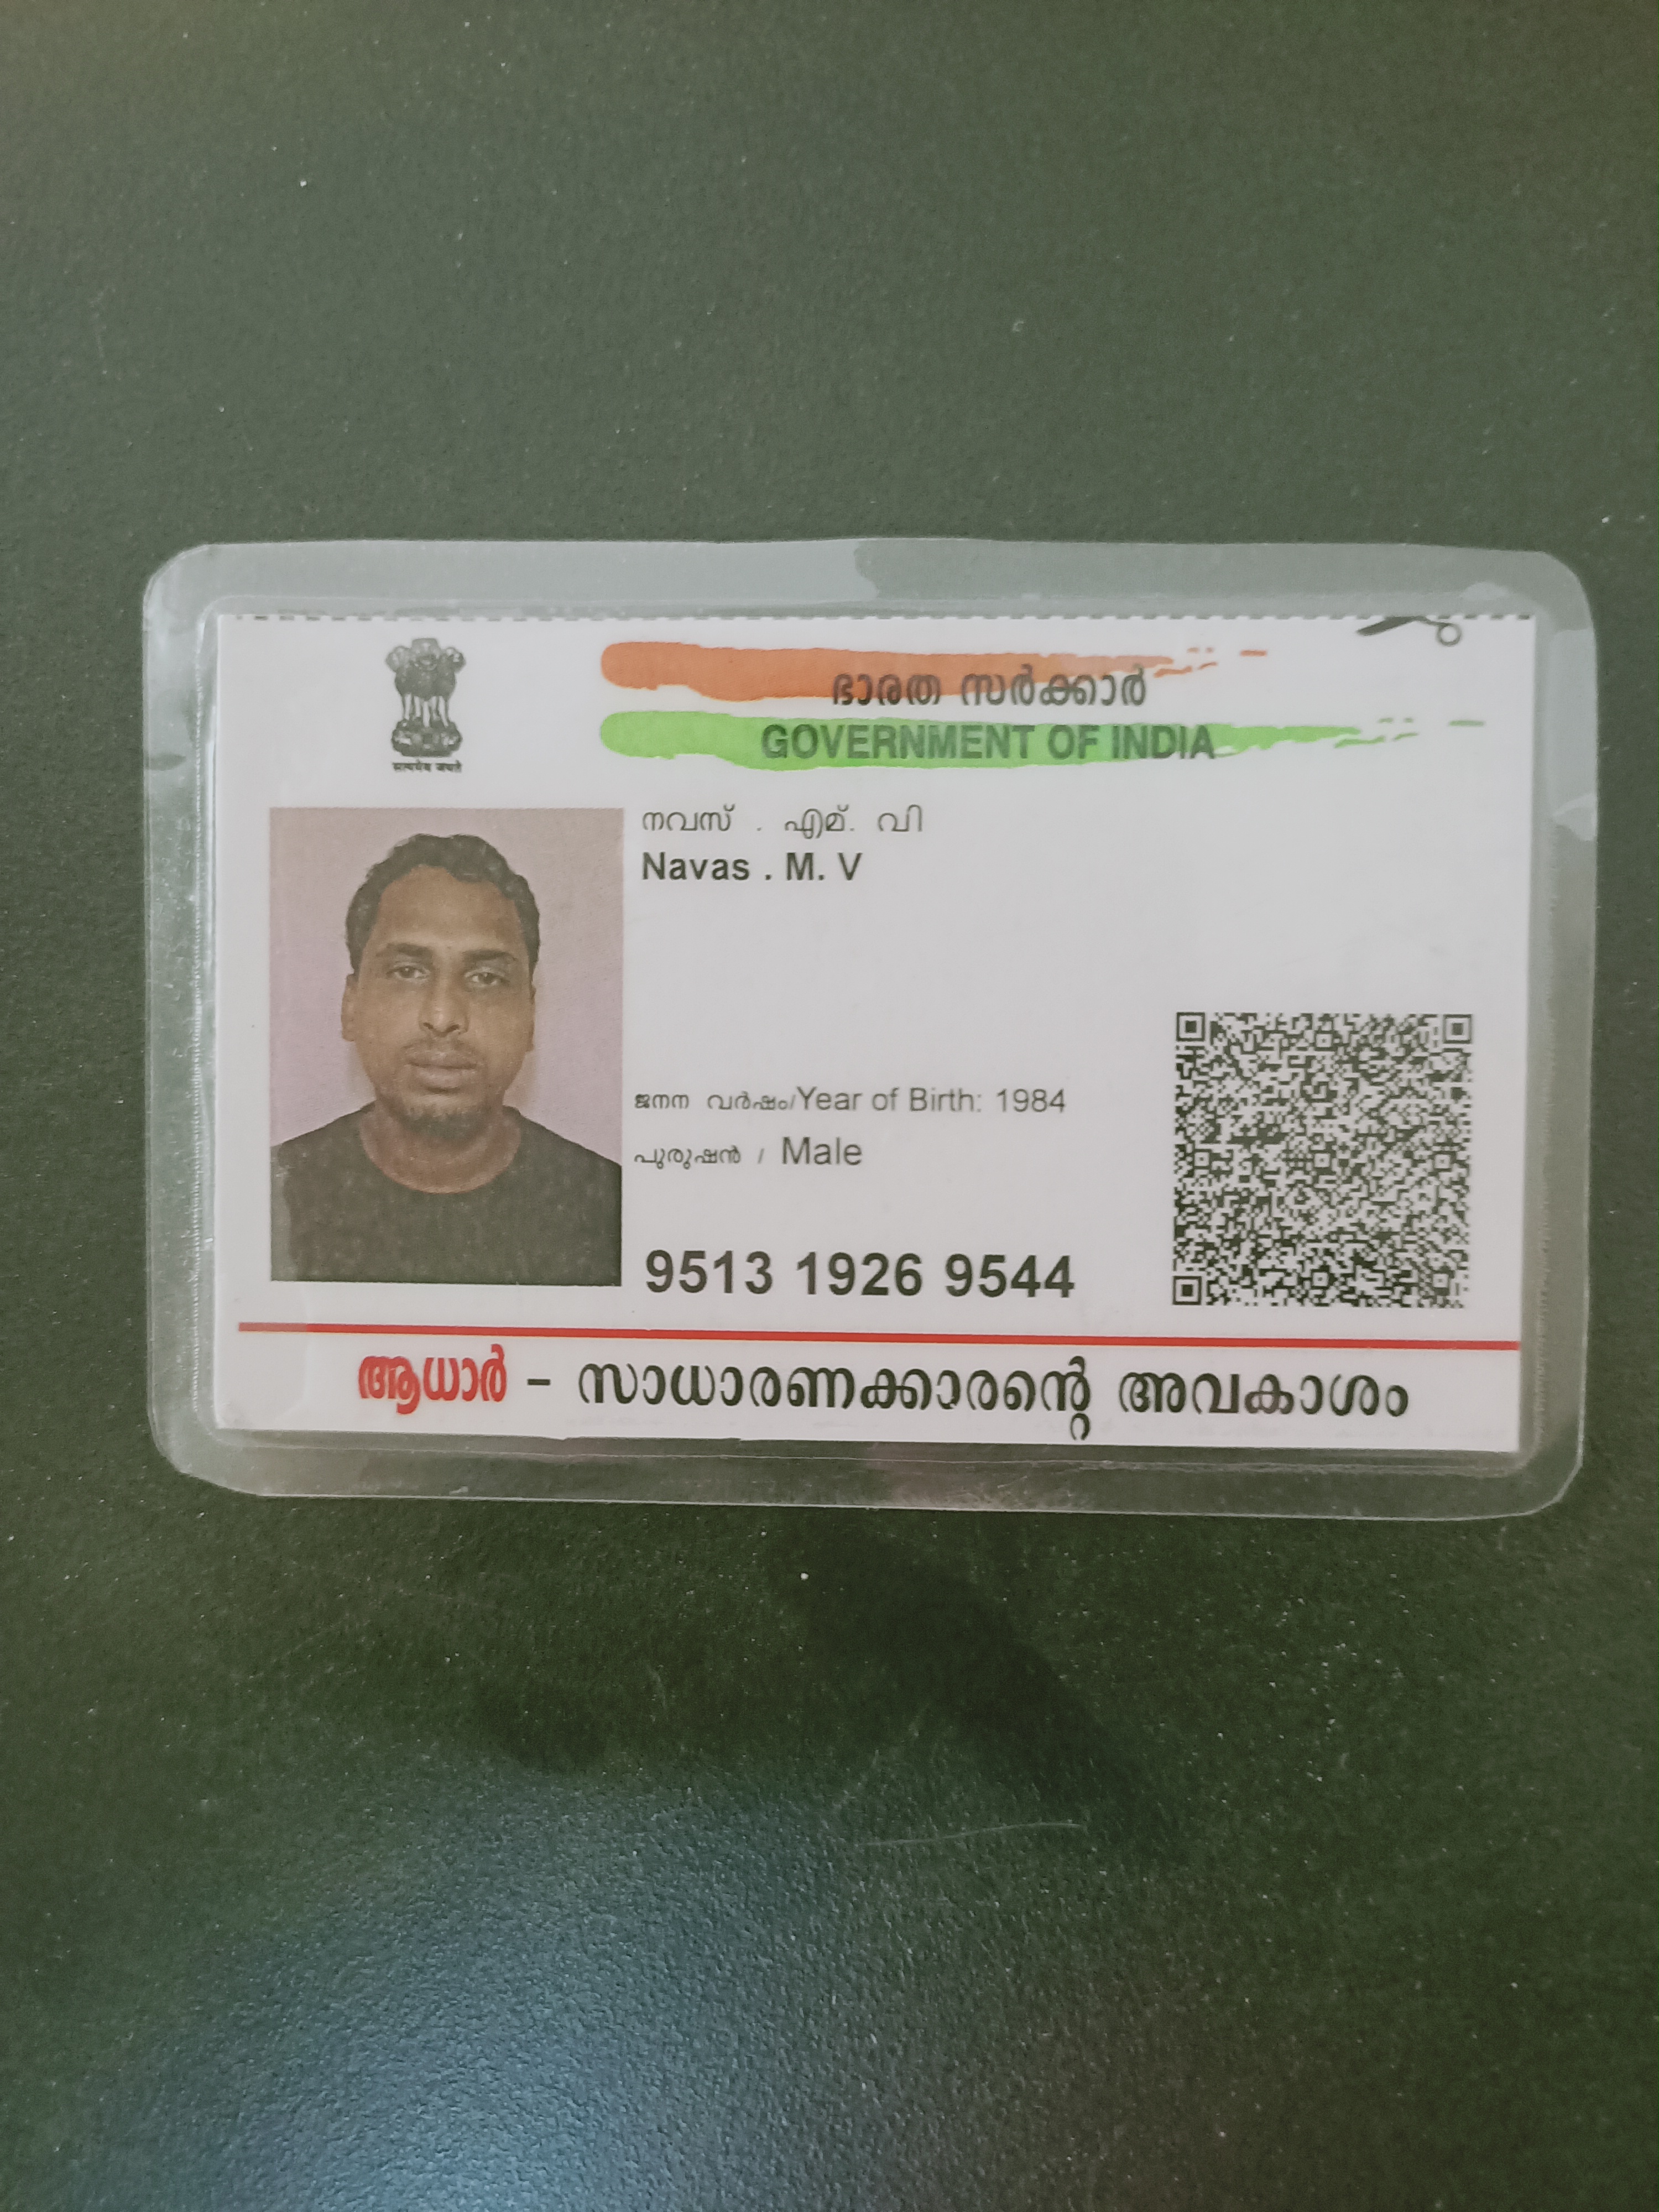 सत्यमेव जयते
ഭാരത സർക്കാർ
GOVERNMENT OF INDIA
നവസ് . എമ്. വി
Navas . M. V
ജനന വർഷം/Year of Birth: 1984
പുരുഷൻ / Male
9513 1926 9544
ആധാർ - സാധാരണക്കാരന്റെ അവകാശം